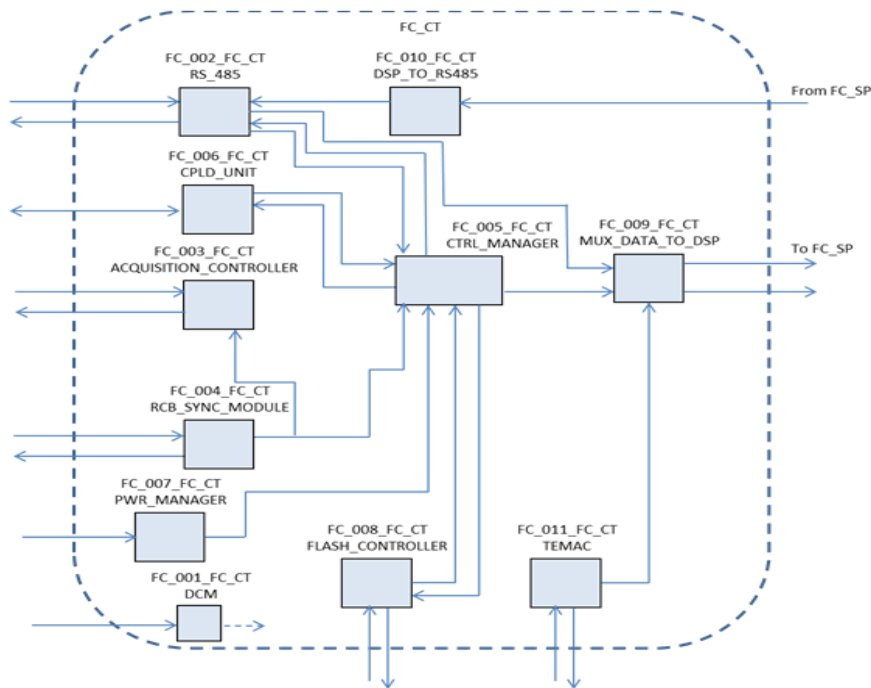 FC_CT
FC_002_FC_CT
RS_485
FC_010_FC_CT
DSP_TO_RS485
From FC_SP
FC_006_FC_CT
CPLD_UNIT
FC_005_FC_CT
CTRL_MANAGER
FC_009_FC_CT
MUX_DATA_TO_DSP
To FC_SP
FC_003_FC_CT
ACQUISITION_CONTROLLER
FC_004_FC_CT
RCB_SYNC_MODULE
FC_007_FC_CT
PWR_MANAGER
FC_008_FC_CT
FLASH_CONTROLLER
FC_011_FC_CT
TEMAC
FC_001_FC_CT
DCM